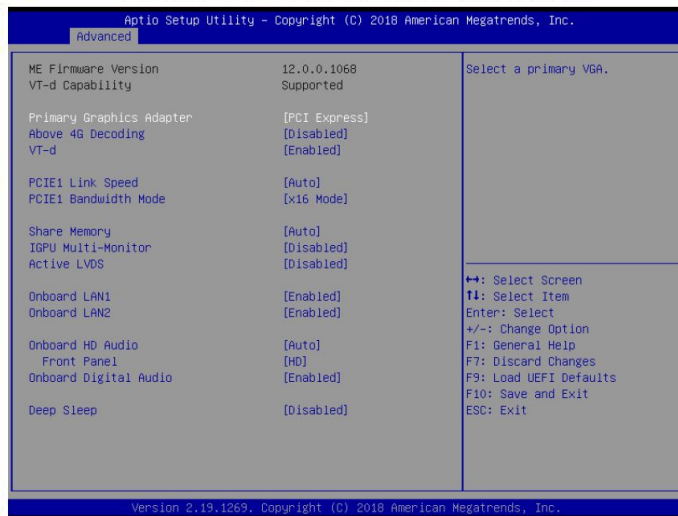 Aptio Setup Utility – Copyright (C) 2018 American Megatrends, Inc.
Advanced
ME Firmware Version 12.0.0.1068
VT-d Capability Supported
Primary Graphics Adapter [PCI Express]
Above 4G Decoding [Disabled]
VT-d [Enabled]
PCIE1 Link Speed [Auto]
PCIE1 Bandwidth Mode [x16 Mode]
Share Memory [Auto]
IGPU Multi-Monitor [Disabled]
Active LVDS [Disabled]
Onboard LAN1 [Enabled]
Onboard LAN2 [Enabled]
Onboard HD Audio [Auto]
Front Panel [HD]
Onboard Digital Audio [Enabled]
Deep Sleep [Disabled]
Select a primary VGA.
↔: Select Screen
↑↓: Select Item
Enter: Select
+/-: Change Option
F1: General Help
F7: Discard Changes
F9: Load UEFI Defaults
F10: Save and Exit
ESC: Exit
Version 2.19.1269. Copyright (C) 2018 American Megatrends, Inc.